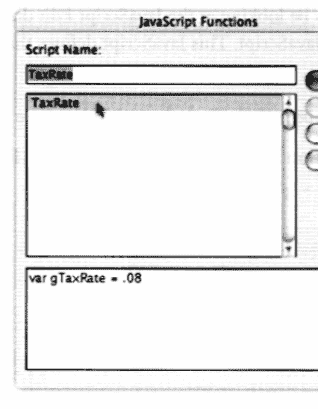 JavaScript Functions
Script Name:
TaxRate
TaxRate
var gTaxRate = .08